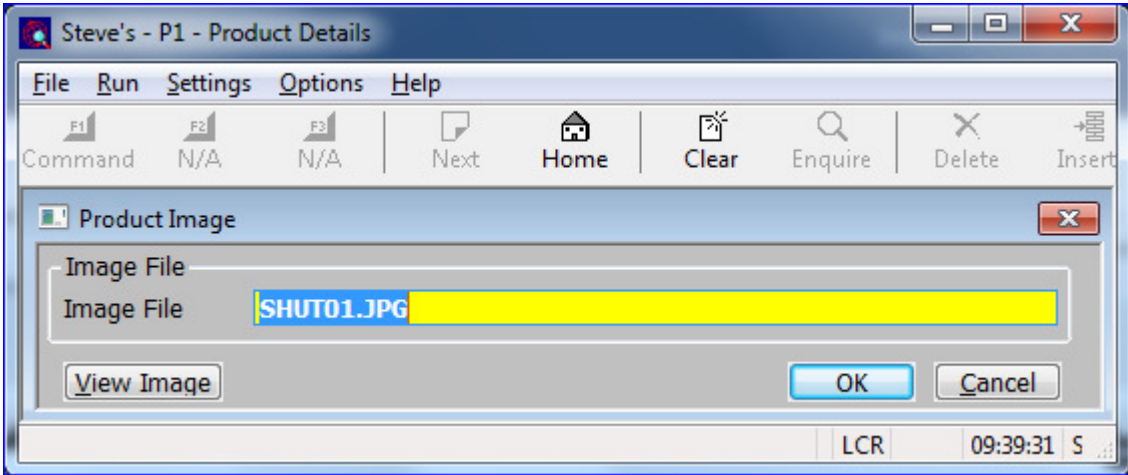 Steve's - P1 - Product Details
File Run Settings Options Help
F1 F2 F3
Command N/A N/A Next Home Clear Enquire Delete Insert
Product Image
Image File
Image File SHUT01.JPG
View Image OK Cancel
LCR 09:39:31 S